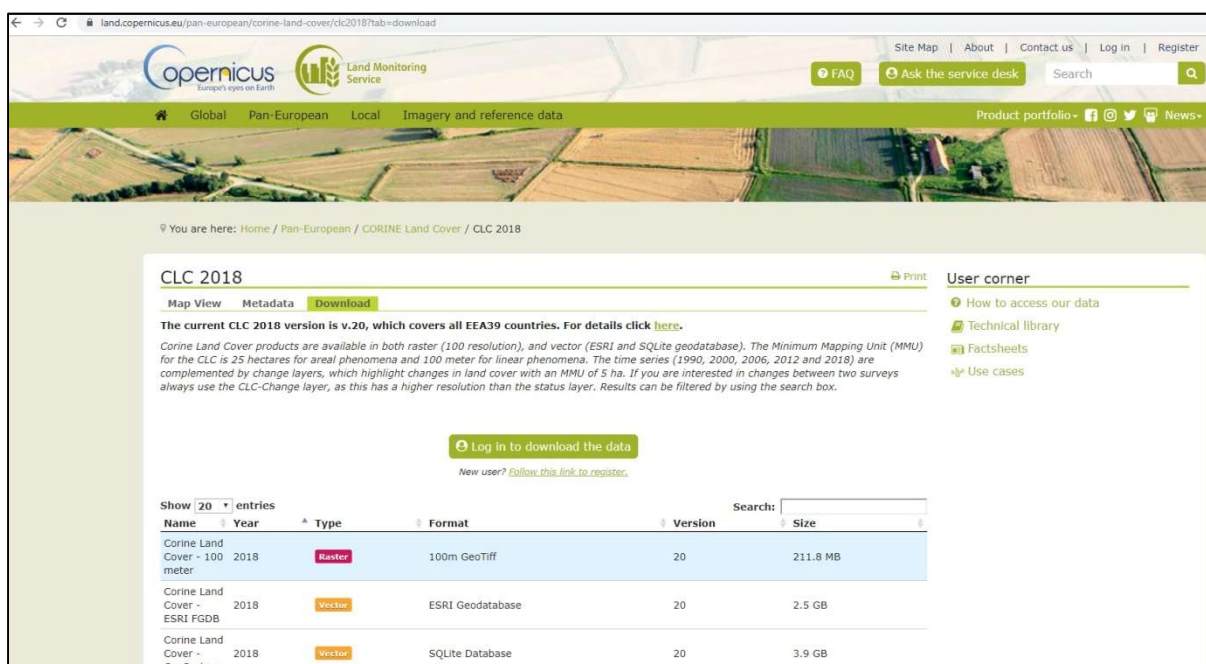 land.copernicus.eu/pan-european/corine-land-cover/clc2018?tab=download
Site Map | About | Contact us | Log in | Register
opernicus
Europe's eyes on Earth
Land Monitoring
Service
FAQ
Ask the service desk
Search
Global Pan-European Local Imagery and reference data
Product portfolio
News
You are here: Home / Pan-European / CORINE Land Cover / CLC 2018
CLC 2018
Print
User corner
Map View Metadata Download
How to access our data
Technical library
Factsheets
Use cases
The current CLC 2018 version is v.20, which covers all EEA39 countries. For details click here.
Corine Land Cover products are available in both raster (100 resolution), and vector (ESRI and SQLite geodatabase). The Minimum Mapping Unit (MMU)
for the CLC is 25 hectares for areal phenomena and 100 meter for linear phenomena. The time series (1990, 2000, 2006, 2012 and 2018) are
complemented by change layers, which highlight changes in land cover with an MMU of 5 ha. If you are interested in changes between two surveys
always use the CLC-Change layer, as this has a higher resolution than the status layer. Results can be filtered by using the search box.
Log in to download the data
New user? Follow this link to register.
Show 20 entries
Search:
Name Year Type Format Version Size
Corine Land
Cover - 100 2018 Raster 100m GeoTiff 20 211.8 MB
meter
Corine Land
Cover - 2018 Vector ESRI Geodatabase 20 2.5 GB
ESRI FGDB
Corine Land
Cover - 2018 Vector SQLite Database 20 3.9 GB